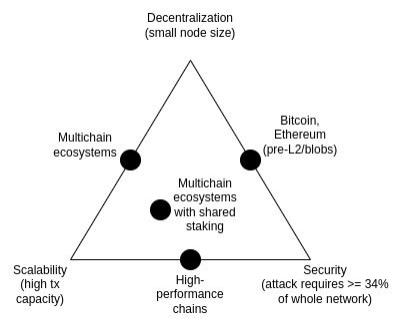 Decentralization
(small node size)
Multichain
ecosystems
Bitcoin,
Ethereum
(pre-L2/blobs)
Multichain
ecosystems
with shared
staking
Scalability
(high tx
capacity)
High-
performance
chains
Security
(attack requires >= 34%
of whole network)